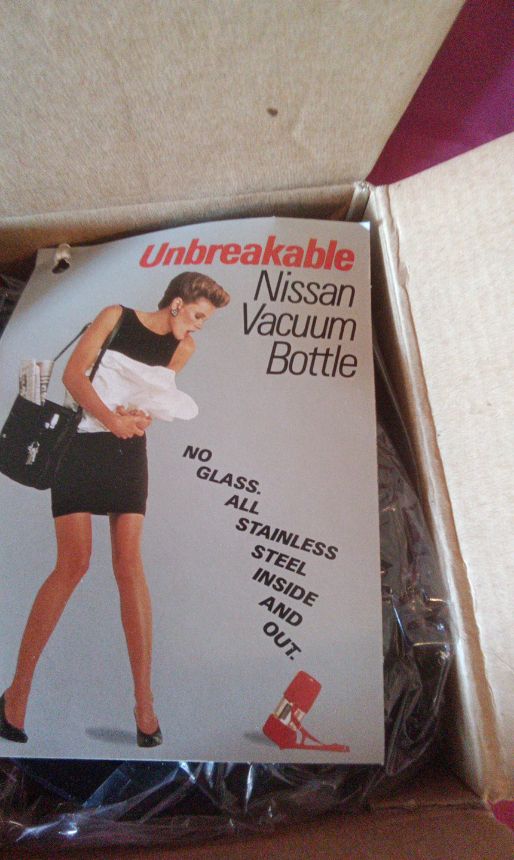 Unbreakable
Nissan
Vacuum
Bottle
NO
GLASS.
ALL
STAINLESS
STEEL
INSIDE
AND
OUT.